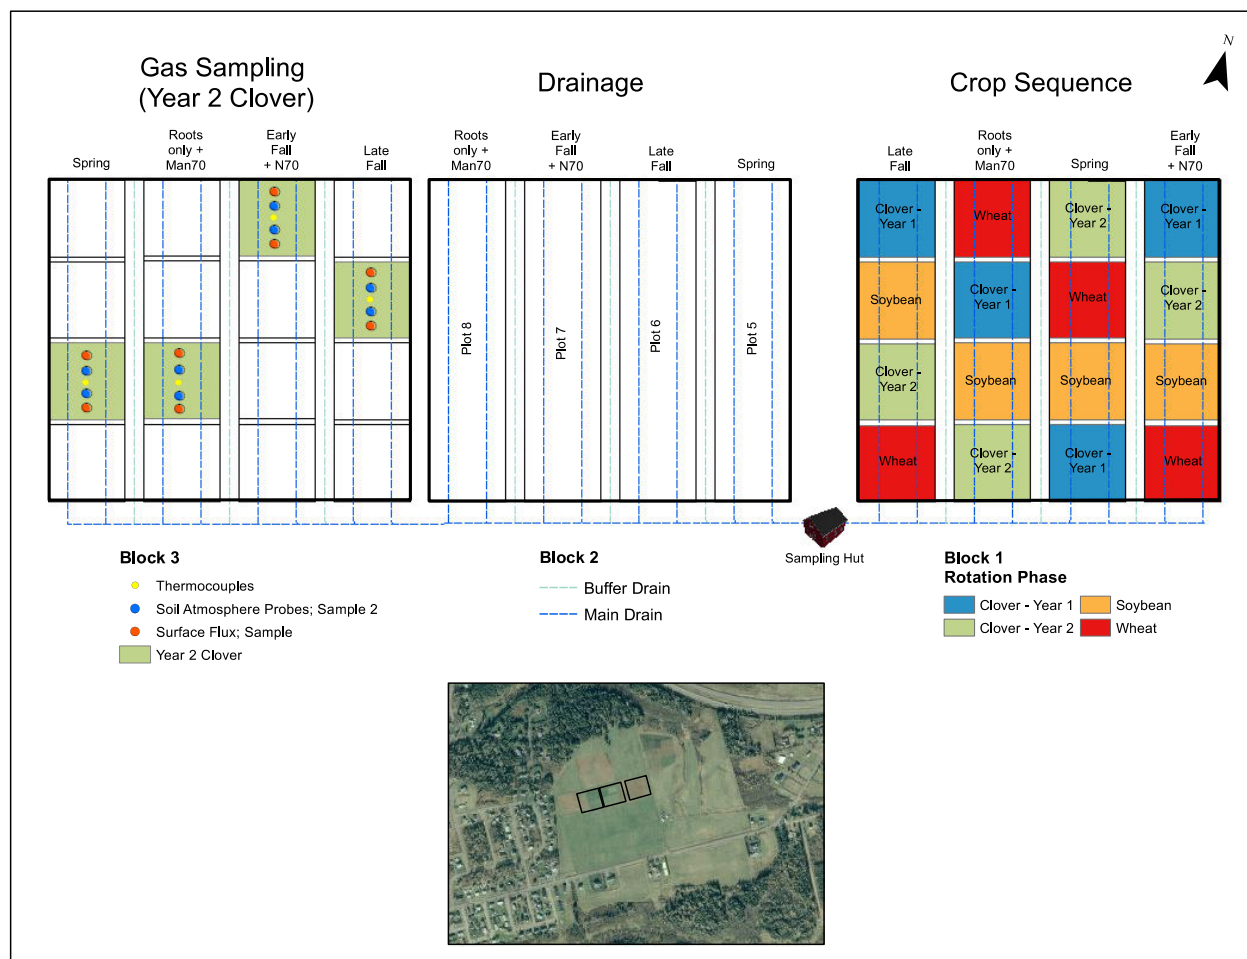 N
Gas Sampling
(Year 2 Clover)
Drainage
Crop Sequence
Spring
Roots
only +
Man70
Early
Fall
+ N70
Late
Fall
Roots
only +
Man70
Early
Fall
+ N70
Late
Fall
Spring
Late
Fall
Roots
only +
Man70
Spring
Early
Fall
+ N70
Plot 8
Plot 7
Plot 6
Plot 5
Clover -
Year 1
Wheat
Clover -
Year 2
Clover -
Year 1
Soybean
Clover -
Year 1
Wheat
Clover -
Year 2
Clover -
Year 2
Soybean
Soybean
Soybean
Wheat
Clover -
Year 2
Clover -
Year 1
Wheat
Sampling Hut
Block 3
Thermocouples
Soil Atmosphere Probes; Sample 2
Surface Flux; Sample
Year 2 Clover
Block 2
Buffer Drain
Main Drain
Block 1
Rotation Phase
Clover - Year 1
Soybean
Clover - Year 2
Wheat